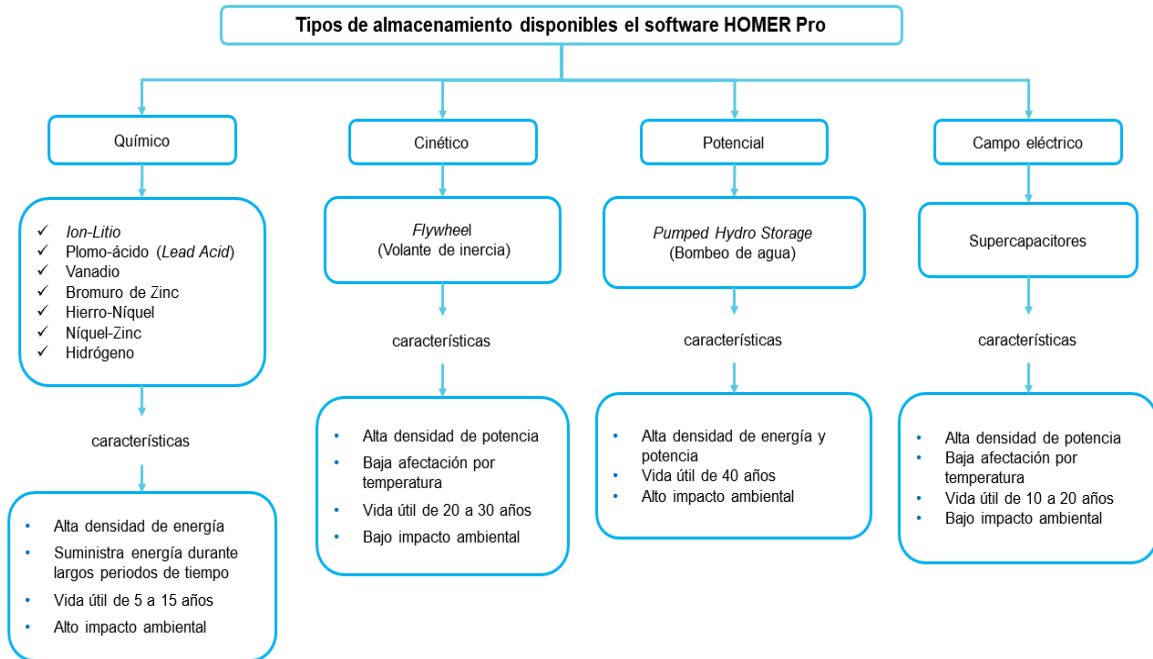 Tipos de almacenamiento disponibles el software HOMER Pro
Químico
Cinético
Potencial
Campo eléctrico
✓ Ion-Litio
✓ Plomo-ácido (Lead Acid)
✓ Vanadio
✓ Bromuro de Zinc
✓ Hierro-Níquel
✓ Níquel-Zinc
✓ Hidrógeno
Flywheel
(Volante de inercia)
Pumped Hydro Storage
(Bombeo de agua)
Supercapacitores
características
características
características
características
• Alta densidad de energía
• Suministra energía durante
largos periodos de tiempo
• Vida útil de 5 a 15 años
• Alto impacto ambiental
• Alta densidad de potencia
• Baja afectación por
temperatura
• Vida útil de 20 a 30 años
• Bajo impacto ambiental
• Alta densidad de energía y
potencia
• Vida útil de 40 años
• Alto impacto ambiental
• Alta densidad de potencia
• Baja afectación por
temperatura
• Vida útil de 10 a 20 años
• Bajo impacto ambiental